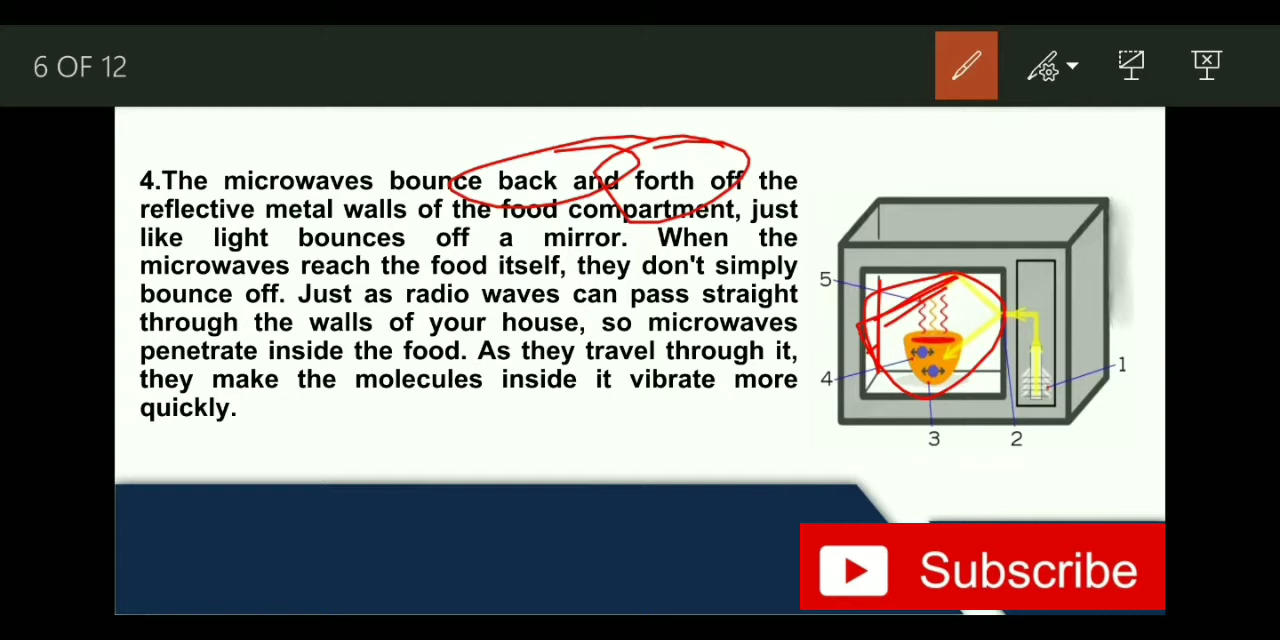 6 OF 12
4.The microwaves bounce back and forth off the
reflective metal walls of the food compartment, just
like light bounces off a mirror. When the
microwaves reach the food itself, they don't simply
bounce off. Just as radio waves can pass straight
through the walls of your house, so microwaves
penetrate inside the food. As they travel through it,
they make the molecules inside it vibrate more
quickly.
5
4
3
2
1
Subscribe